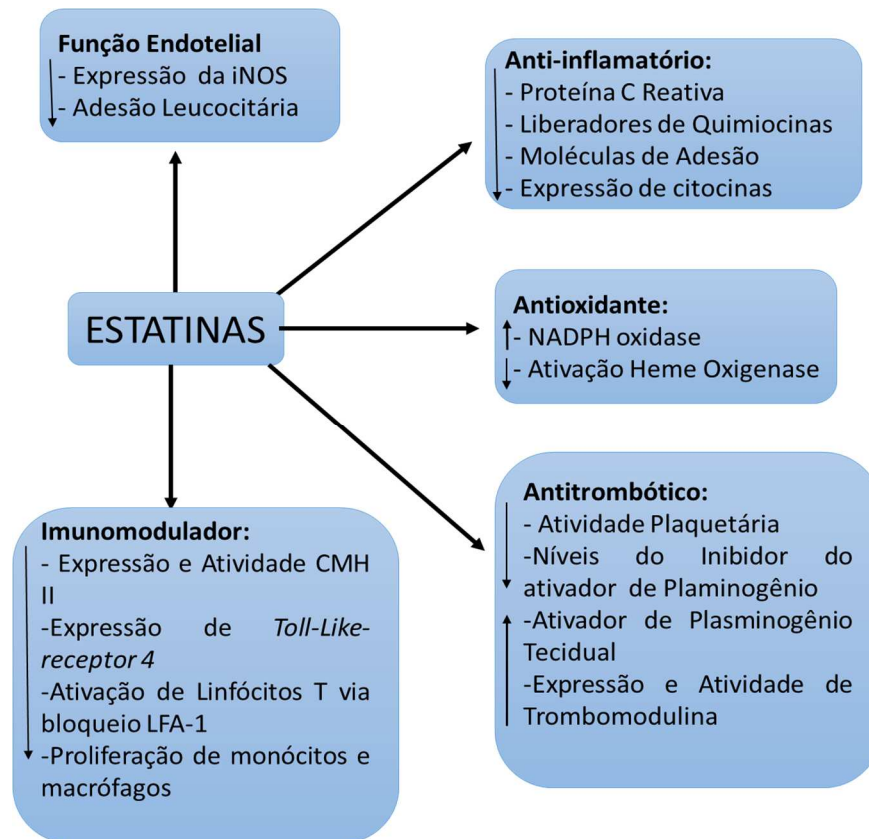 Função Endotelial
- Expressão da iNOS
- Adesão Leucocitária
Anti-inflamatório:
- Proteína C Reativa
- Liberadores de Quimiocinas
- Moléculas de Adesão
- Expressão de citocinas
ESTATINAS
Antioxidante:
- NADPH oxidase
- Ativação Heme Oxigenase
Imunomodulador:
- Expressão e Atividade CMH
II
-Expressão de Toll-Like-
receptor 4
-Ativação de Linfócitos T via
bloqueio LFA-1
-Proliferação de monócitos e
macrófagos
Antitrombótico:
- Atividade Plaquetária
-Níveis do Inibidor do
ativador de Plaminogênio
-Ativador de Plasminogênio
Tecidual
-Expressão e Atividade de
Trombomodulina